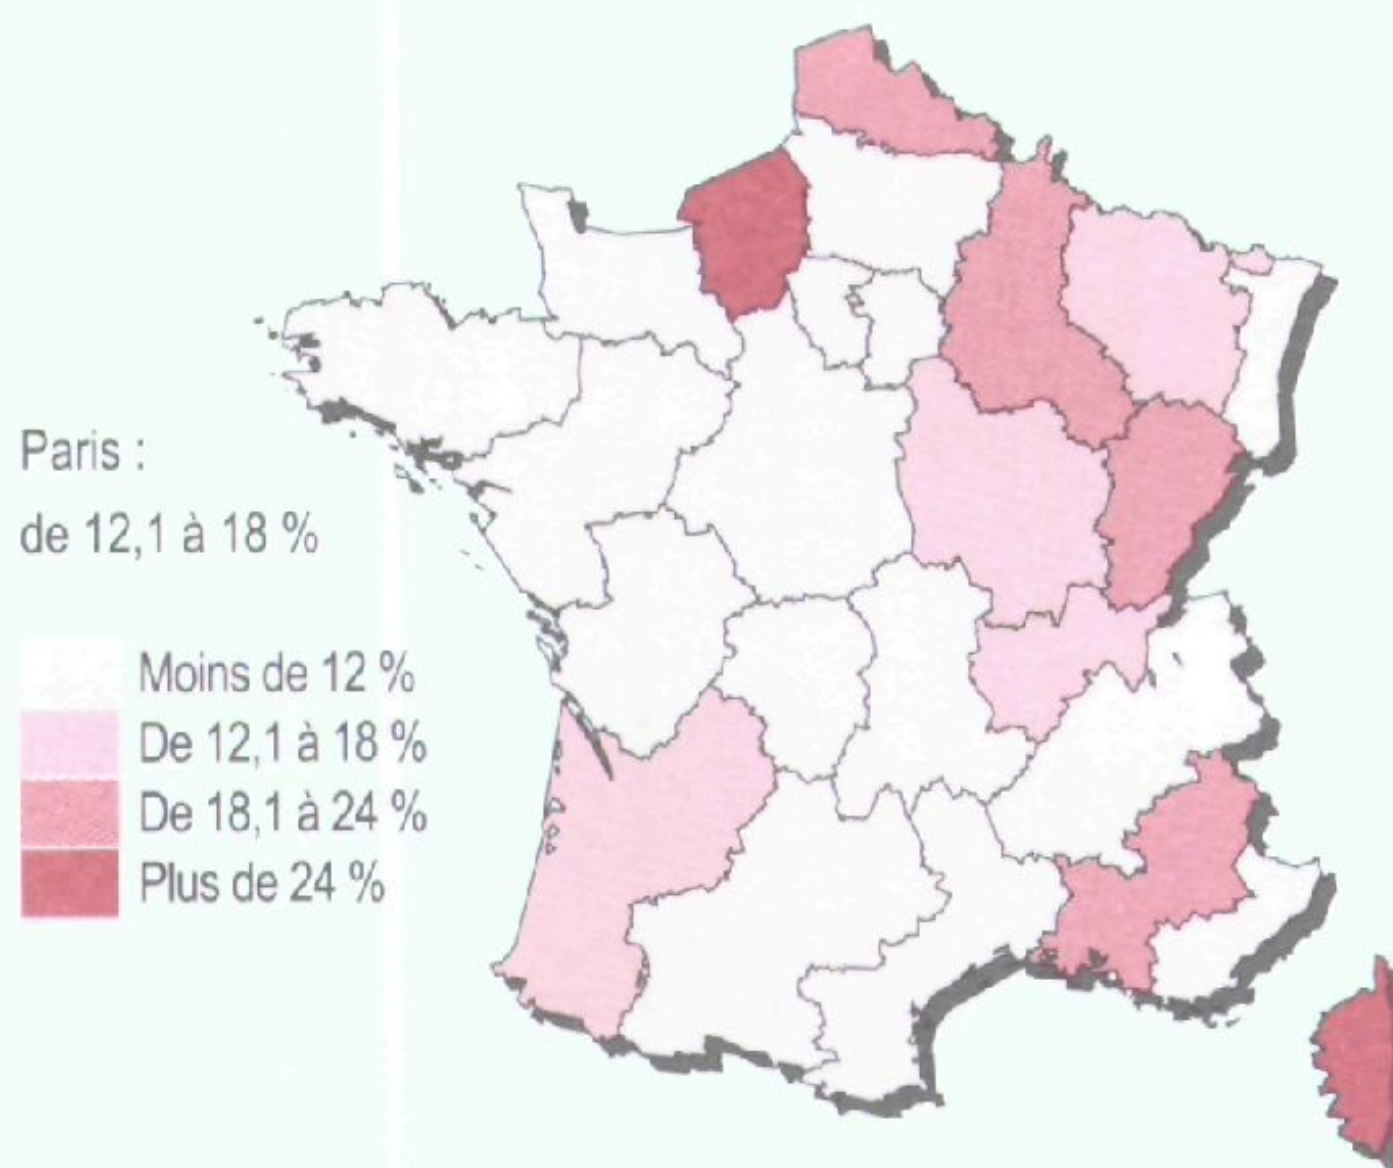 Paris :
de 12,1 à 18 %
Moins de 12 %
De 12,1 à 18 %
De 18,1 à 24 %
Plus de 24 %